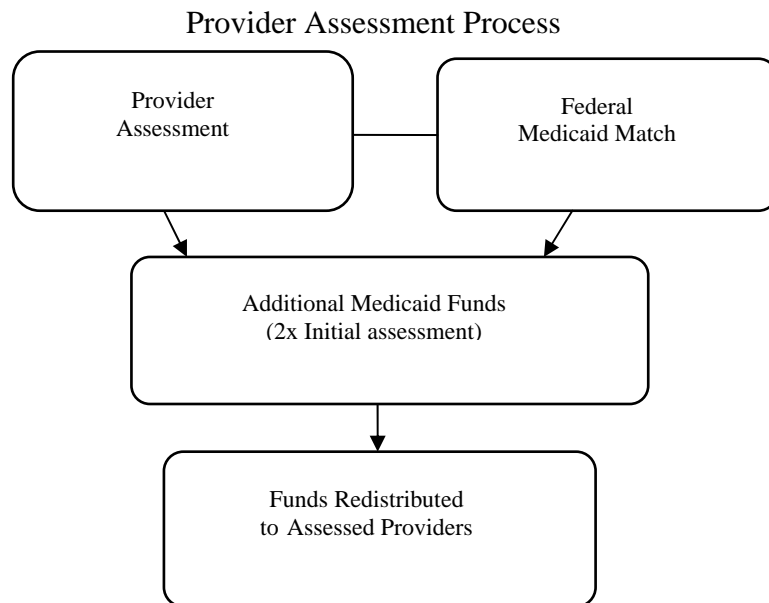 Provider Assessment Process
Provider
Assessment
Federal
Medicaid Match
Additional Medicaid Funds
(2x Initial assessment)
Funds Redistributed
to Assessed Providers